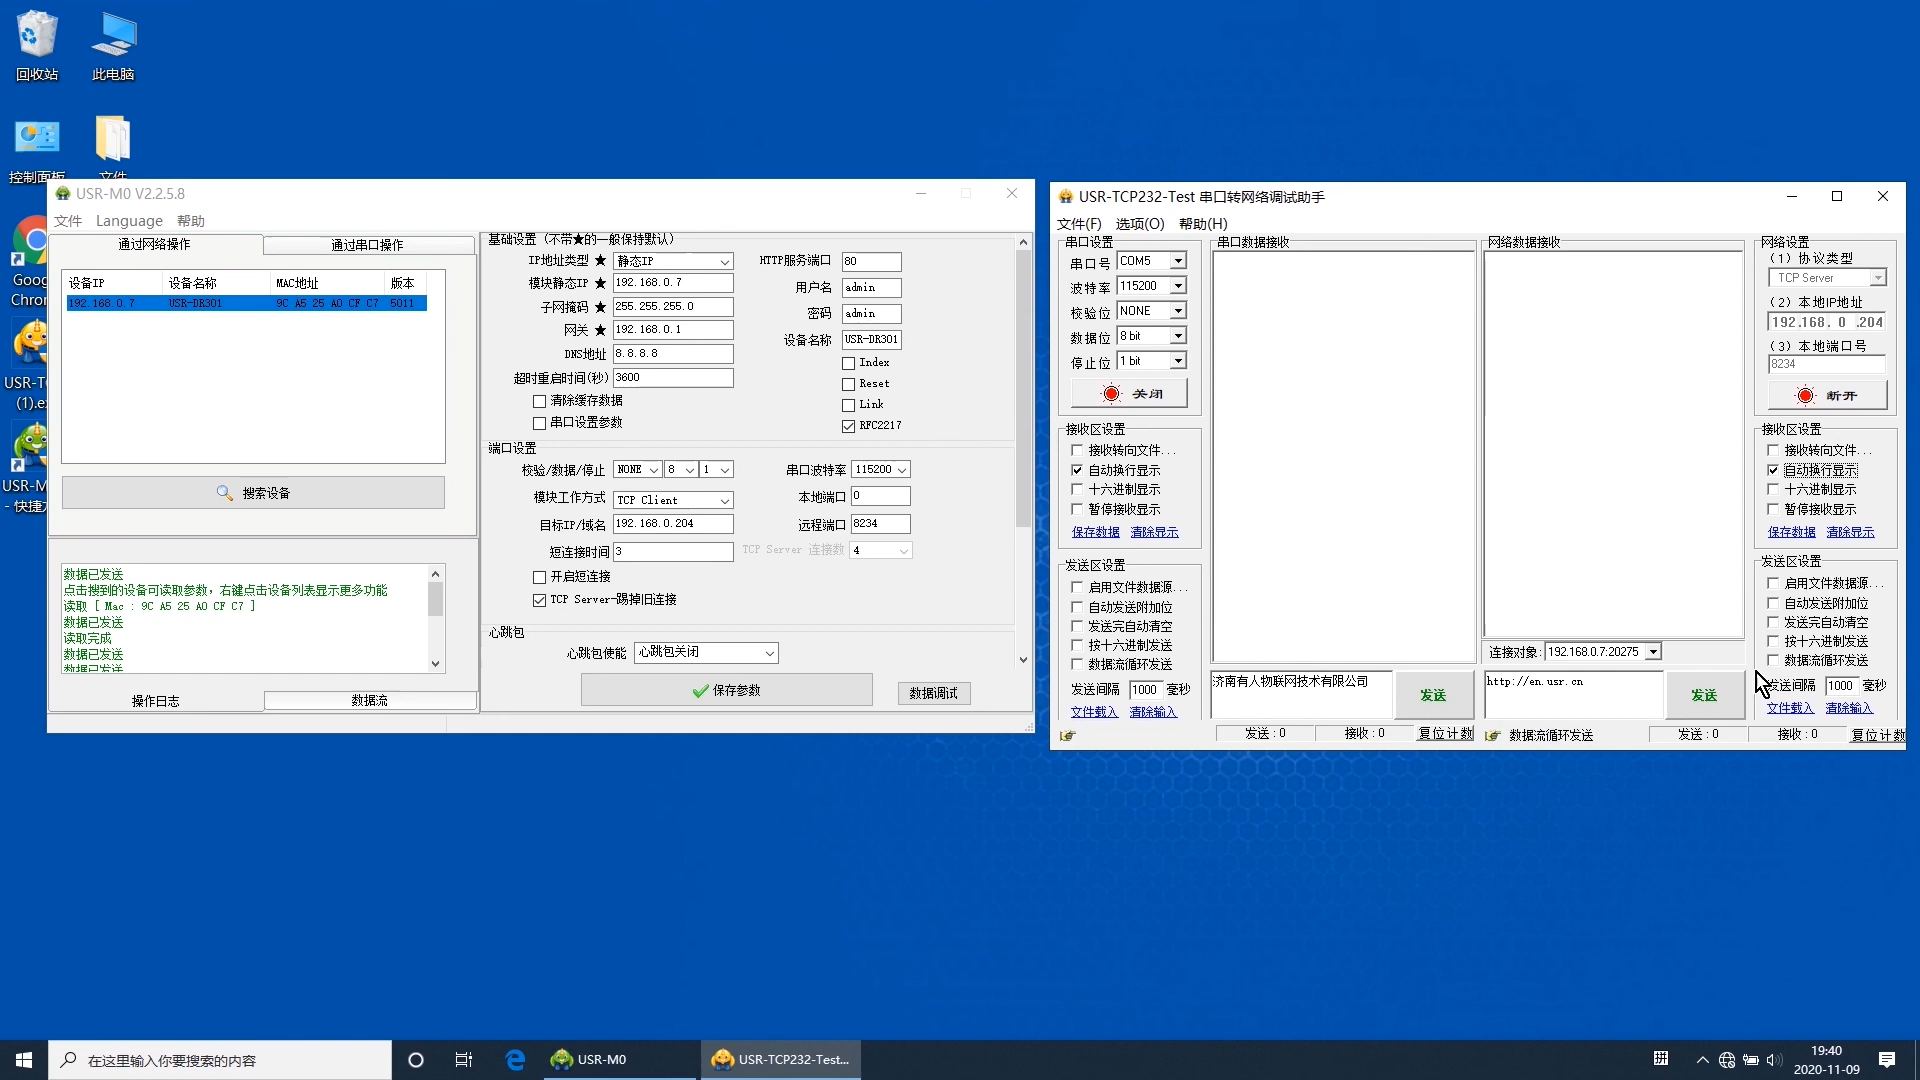 回收站
此电脑
控制面板
文件
Goog
Chron
USR-TC
(1).ex
USR-M
- 快捷方
USR-M0 V2.2.5.8
文件 Language 帮助
通过网络操作 通过串口操作
设备IP 设备名称 MAC地址 版本
192.168.0.7 USR-DR301 9C A5 25 A0 CF C7 5011
搜索设备
数据已发送
点击搜到的设备可读取参数，右键点击设备列表显示更多功能
读取 [ Mac : 9C A5 25 A0 CF C7 ]
数据已发送
读取完成
数据已发送
数据已发送
操作日志 数据流
基础设置（不带★的一般保持默认）
IP地址类型 ★ 静态IP HTTP服务端口 80
模块静态IP ★ 192.168.0.7 用户名 admin
子网掩码 ★ 255.255.255.0 密码 admin
网关 ★ 192.168.0.1 设备名称 USR-DR301
DNS地址 8.8.8.8 Index
超时重启时间(秒) 3600 Reset
清除缓存数据 Link
串口设置参数 RFC2217
端口设置
校验/数据/停止 NONE 8 1 串口波特率 115200
模块工作方式 TCP Client 本地端口 0
目标IP/域名 192.168.0.204 远程端口 8234
短连接时间 3 TCP Server 连接数 4
开启短连接
TCP Server-踢掉旧连接
心跳包
心跳包使能 心跳包关闭
保存参数 数据调试
USR-TCP232-Test 串口转网络调试助手
文件(F) 选项(O) 帮助(H)
串口设置
串口号 COM5
波特率 115200
校验位 NONE
数据位 8 bit
停止位 1 bit
关闭
接收区设置
接收转向文件...
自动换行显示
十六进制显示
暂停接收显示
保存数据 清除显示
发送区设置
启用文件数据源...
自动发送附加位
发送完自动清空
按十六进制发送
数据流循环发送
发送间隔 1000 毫秒
文件载入 清除输入
串口数据接收
济南有人物联网技术有限公司
发送
发送 : 0 接收 : 0 复位计数
网络数据接收
连接对象: 192.168.0.7:20275
http://en.usr.cn
发送
数据流循环发送 发送 : 0 接收 : 0 复位计数
网络设置
（1）协议类型
TCP Server
（2）本地IP地址
192.168. 0 .204
（3）本地端口号
8234
断开
接收区设置
接收转向文件...
自动换行显示
十六进制显示
暂停接收显示
保存数据 清除显示
发送区设置
启用文件数据源...
自动发送附加位
发送完自动清空
按十六进制发送
数据流循环发送
发送间隔 1000 毫秒
文件载入 清除输入
在这里输入你要搜索的内容
USR-M0
USR-TCP232-Test...
拼
19:40
2020-11-09